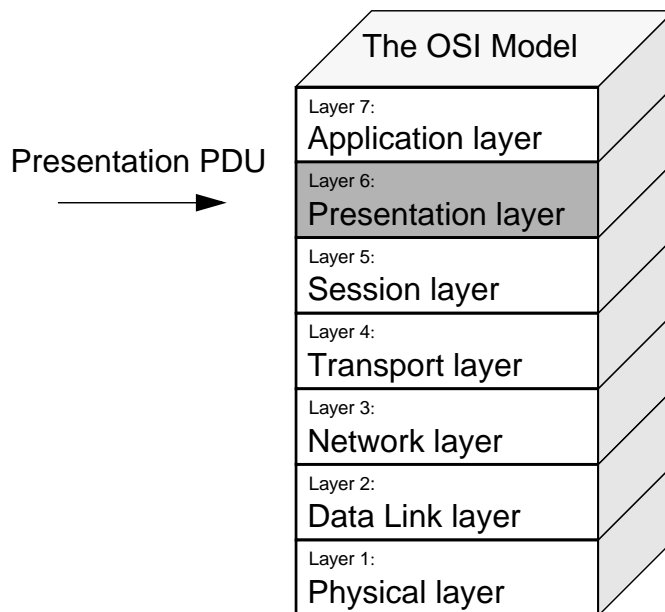 The OSI Model
Layer 7:
Application layer
Presentation PDU
Layer 6:
Presentation layer
Layer 5:
Session layer
Layer 4:
Transport layer
Layer 3:
Network layer
Layer 2:
Data Link layer
Layer 1:
Physical layer